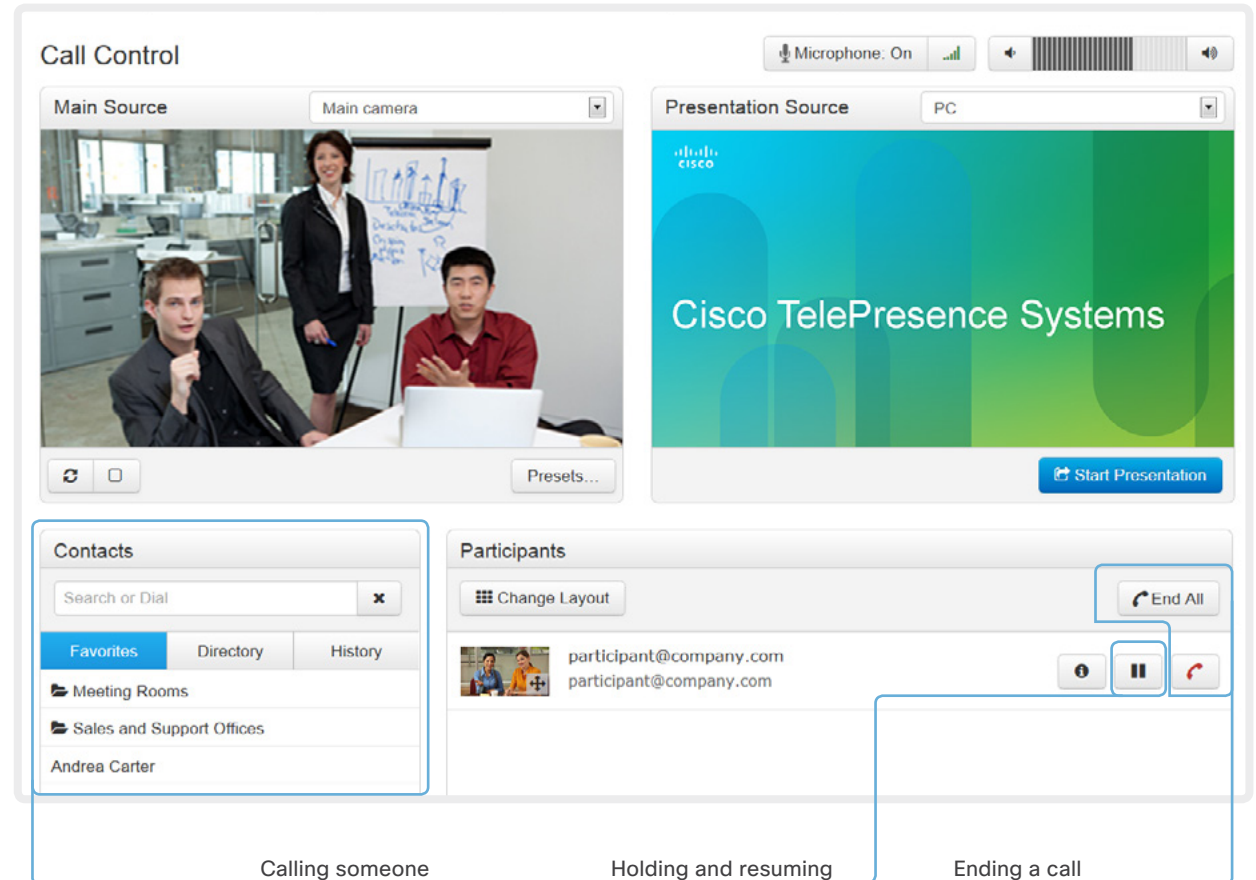 Call Control
Microphone: On
Main Source
Main camera
Presentation Source
PC
CISCO
Cisco TelePresence Systems
Presets...
Start Presentation
Contacts
Search or Dial
Favorites Directory History
Meeting Rooms
Sales and Support Offices
Andrea Carter
Participants
Change Layout
End All
participant@company.com
participant@company.com
Calling someone
Holding and resuming
Ending a call